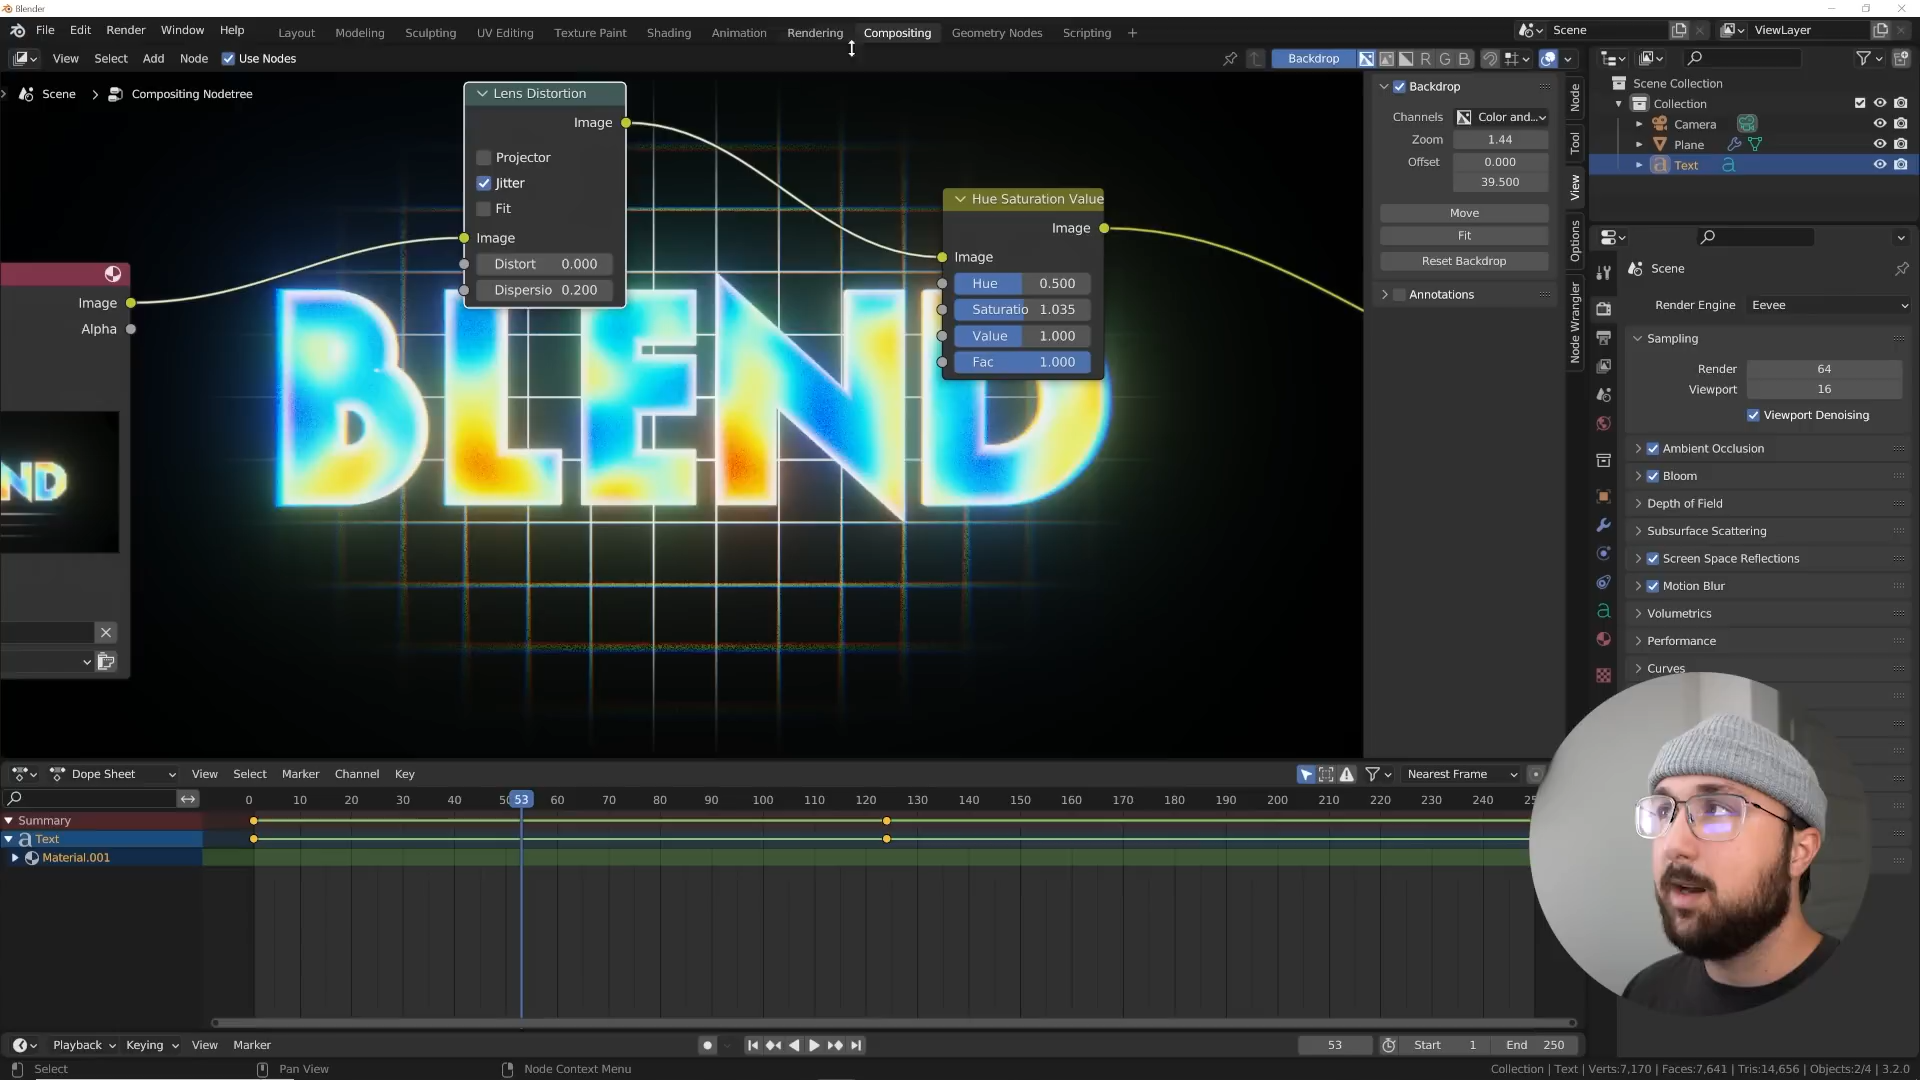 Blender
File Edit Render Window Help
Layout Modeling Sculpting UV Editing Texture Paint Shading Animation Rendering Compositing Geometry Nodes Scripting +
Scene
ViewLayer
View Select Add Node Use Nodes
Backdrop
R G B
Scene > Compositing Nodetree
Lens Distortion
Image
Projector
Jitter
Fit
Image
Distort 0.000
Dispersio 0.200
Hue Saturation Value
Image
Image
Hue 0.500
Saturatio 1.035
Value 1.000
Fac 1.000
Image
Alpha
ND
BLEND
Backdrop
Channels Color and...
Zoom 1.44
Offset 0.000
39.500
Move
Fit
Reset Backdrop
Annotations
Node
Tool
View
Options
Node Wrangler
Scene Collection
Collection
Camera
Plane
Text
Scene
Render Engine Eevee
Sampling
Render 64
Viewport 16
Viewport Denoising
Ambient Occlusion
Bloom
Depth of Field
Subsurface Scattering
Screen Space Reflections
Motion Blur
Volumetrics
Performance
Curves
Dope Sheet View Select Marker Channel Key
Nearest Frame
0 10 20 30 40 53 60 70 80 90 100 110 120 130 140 150 160 170 180 190 200 210 220 230 240
Summary
Text
Material.001
Playback Keying View Marker
53
Start 1 End 250
Select
Pan View
Node Context Menu
Collection | Text | Verts:7,170 | Faces:7,641 | Tris:14,656 | Objects:2/4 | 3.2.0